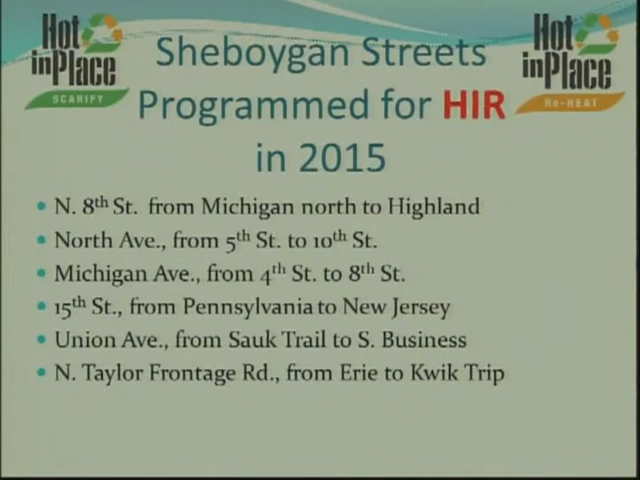 Hot
inPlace
SCARIFY
Hot
inPlace
Re-HEAT
Sheboygan Streets
Programmed for HIR
in 2015
• N. 8th St. from Michigan north to Highland
• North Ave., from 5th St. to 10th St.
• Michigan Ave., from 4th St. to 8th St.
• 15th St., from Pennsylvania to New Jersey
• Union Ave., from Sauk Trail to S. Business
• N. Taylor Frontage Rd., from Erie to Kwik Trip